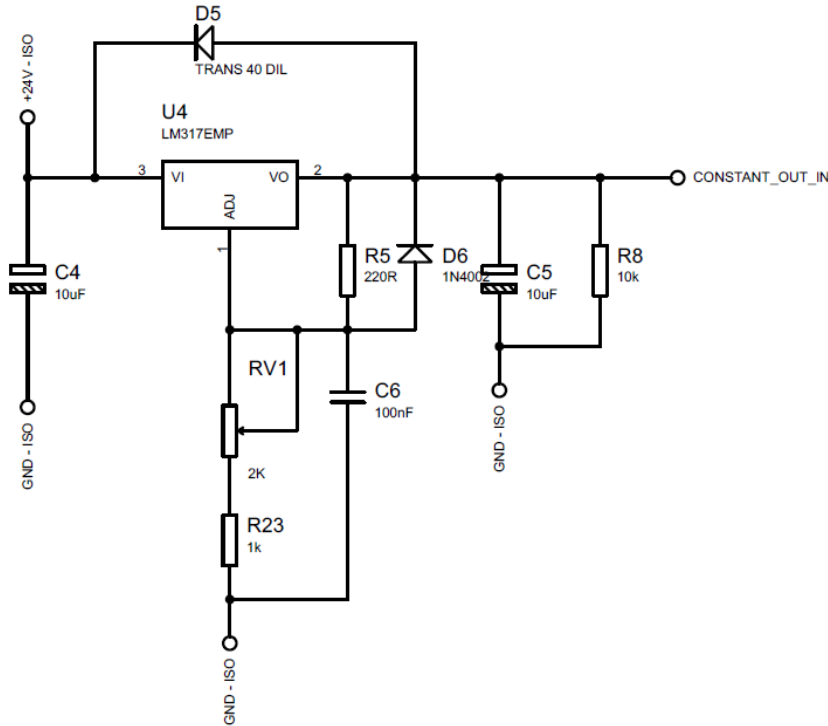 D5
TRANS 40 DIL
+24V - ISO
U4
LM317EMP
3
VI
VO
2
ADJ
1
CONSTANT_OUT_IN
C4
10uF
R5
220R
D6
1N4002
C5
10uF
R8
10k
RV1
2K
C6
100nF
GND - ISO
GND - ISO
R23
1k
GND - ISO